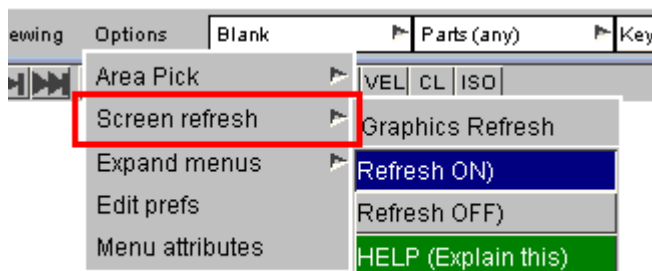 ewing Options Blank Parts (any) Key
Area Pick VEL CL ISO
Screen refresh Graphics Refresh
Expand menus Refresh ON)
Edit prefs Refresh OFF)
Menu attributes HELP (Explain this)